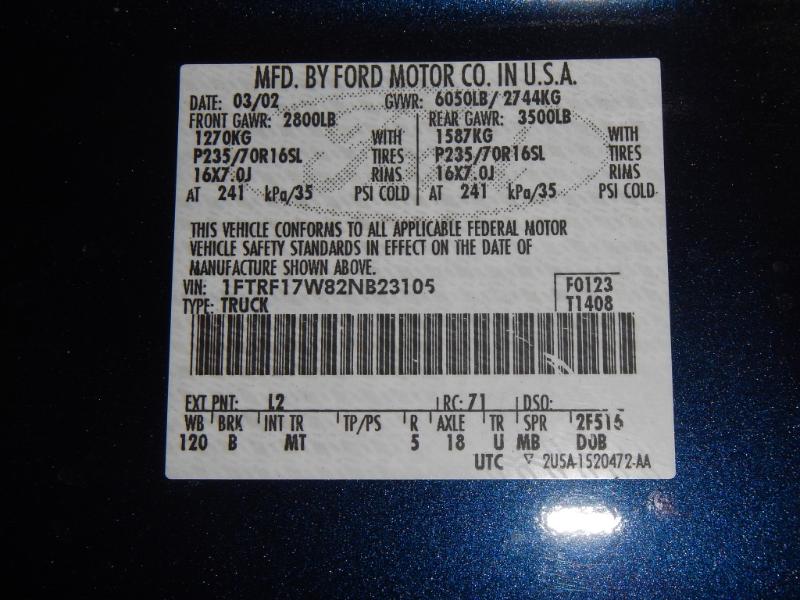 MFD. BY FORD MOTOR CO. IN U.S.A.
DATE: 03/02 GVWR: 6050LB/ 2744KG
FRONT GAWR: 2800LB REAR GAWR: 3500LB
1270KG WITH 1587KG WITH
P235/70R16SL TIRES P235/70R16SL TIRES
16X7.0J RIMS 16X7.0J RIMS
AT 241 kPa/35 PSI COLD AT 241 kPa/35 PSI COLD
THIS VEHICLE CONFORMS TO ALL APPLICABLE FEDERAL MOTOR
VEHICLE SAFETY STANDARDS IN EFFECT ON THE DATE OF
MANUFACTURE SHOWN ABOVE.
VIN: 1FTRF17W82NB23105 F0123
TYPE: TRUCK T1408
EXT PNT: L2 RC: 71 DSO:
WB BRK INT TR TP/PS R AXLE TR SPR 2F516
120 B MT 5 18 U MB D0B
UTC ▽ 2U5A-1520472-AA